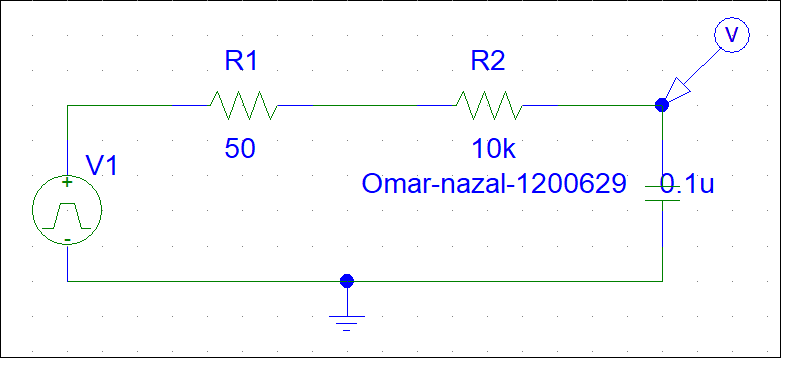 V
R1
R2
50
10k
V1
+
Omar-nazal-1200629
0.1u
-